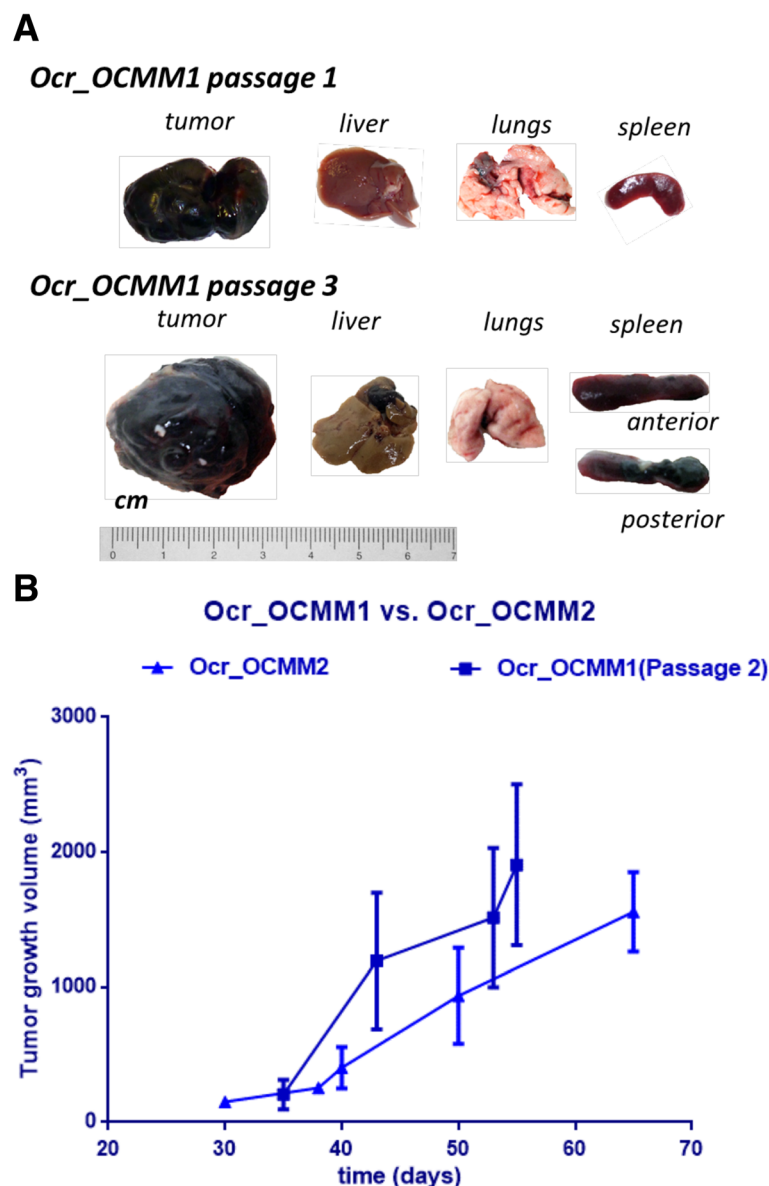 A
Ocr_OCMM1 passage 1
tumor liver lungs spleen
Ocr_OCMM1 passage 3
tumor liver lungs spleen
anterior
cm
posterior
0 1 2 3 4 5 6 7
B
Ocr_OCMM1 vs. Ocr_OCMM2
Ocr_OCMM2 Ocr_OCMM1(Passage 2)
Tumor growth volume (mm³)
3000
2000
1000
0
20 30 40 50 60 70
time (days)